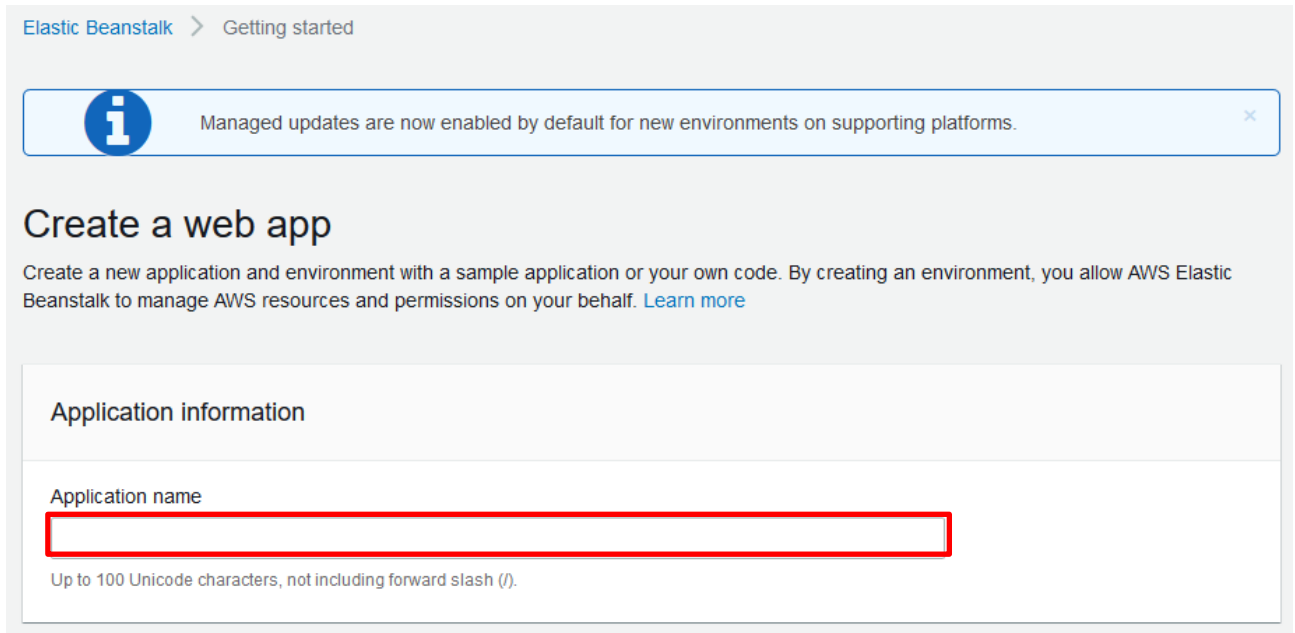 Elastic Beanstalk > Getting started
Managed updates are now enabled by default for new environments on supporting platforms. ×
Create a web app
Create a new application and environment with a sample application or your own code. By creating an environment, you allow AWS Elastic
Beanstalk to manage AWS resources and permissions on your behalf. Learn more
Application information
Application name
Up to 100 Unicode characters, not including forward slash (/).